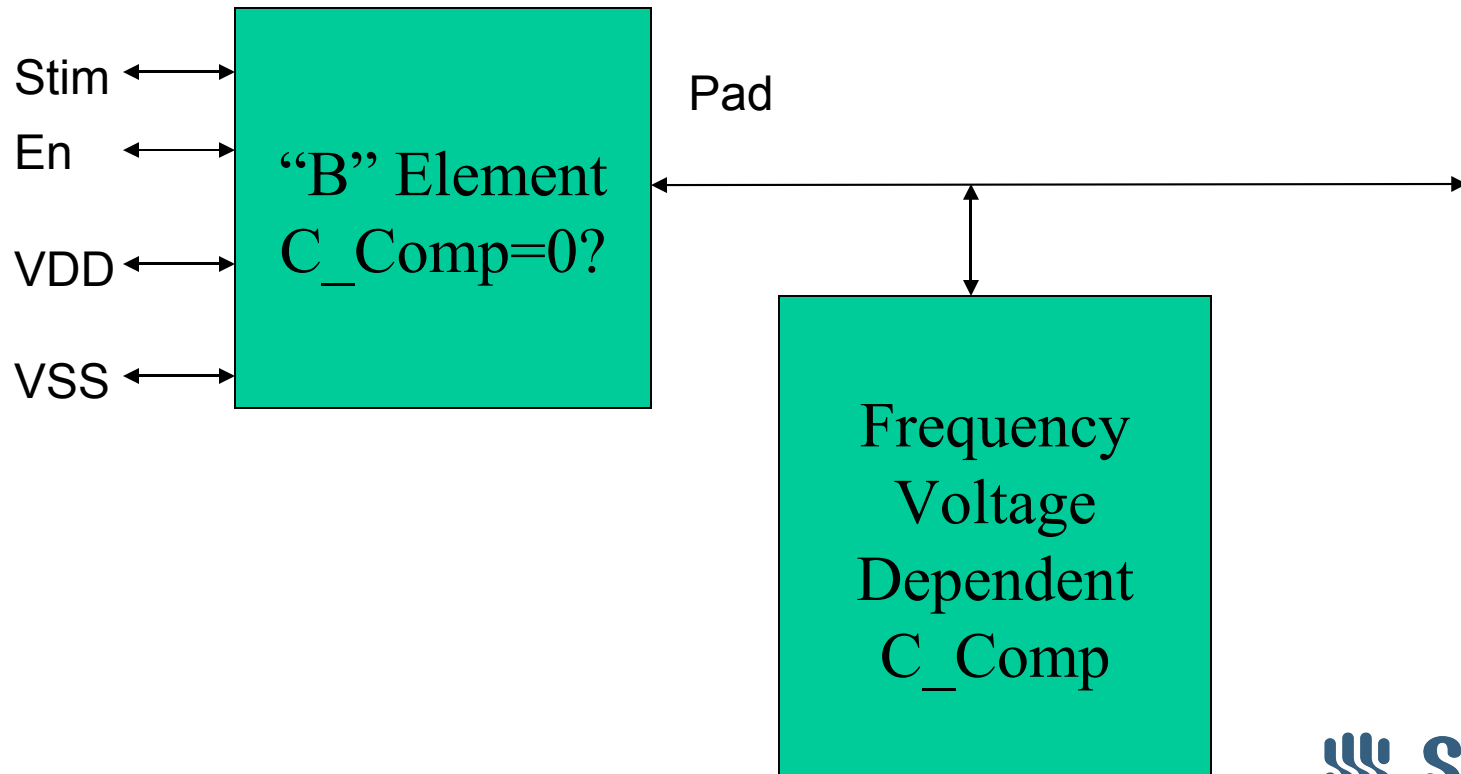 Stim
En
VDD
VSS
“B” Element
C_Comp=0?
Pad
Frequency
Voltage
Dependent
C_Comp
S